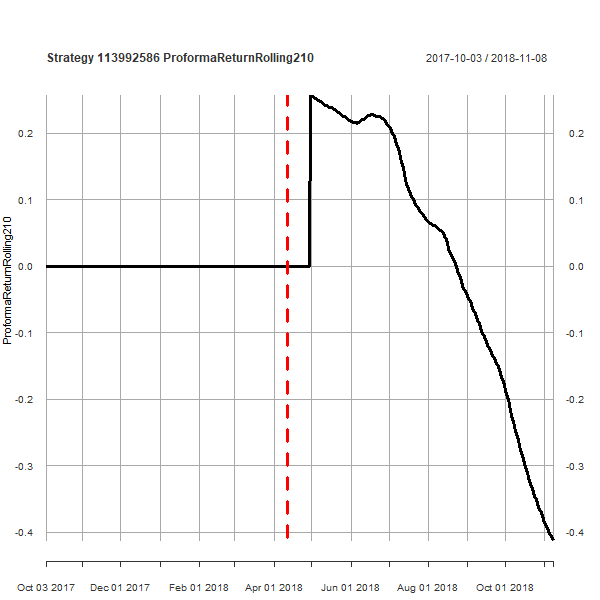 Strategy 113992586 ProformaReturnRolling210
2017-10-03 / 2018-11-08
ProformaReturnRolling210
0.2 0.2
0.1 0.1
0.0 0.0
-0.1 -0.1
-0.2 -0.2
-0.3 -0.3
-0.4 -0.4
Oct 03 2017 Dec 01 2017 Feb 01 2018 Apr 01 2018 Jun 01 2018 Aug 01 2018 Oct 01 2018